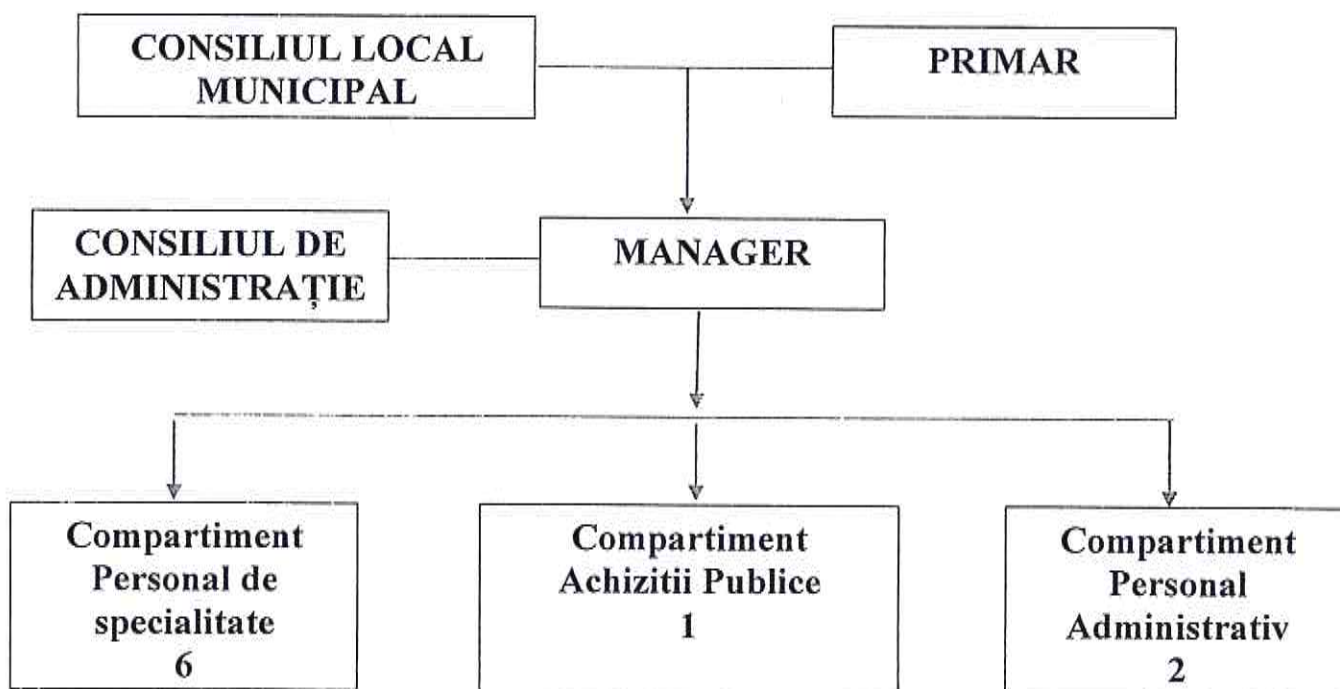 CONSILIUL LOCAL
MUNICIPAL
PRIMAR
CONSILIUL DE
ADMINISTRAȚIE
MANAGER
Compartiment
Personal de
specialitate
6
Compartiment
Achizitii Publice
1
Compartiment
Personal
Administrativ
2